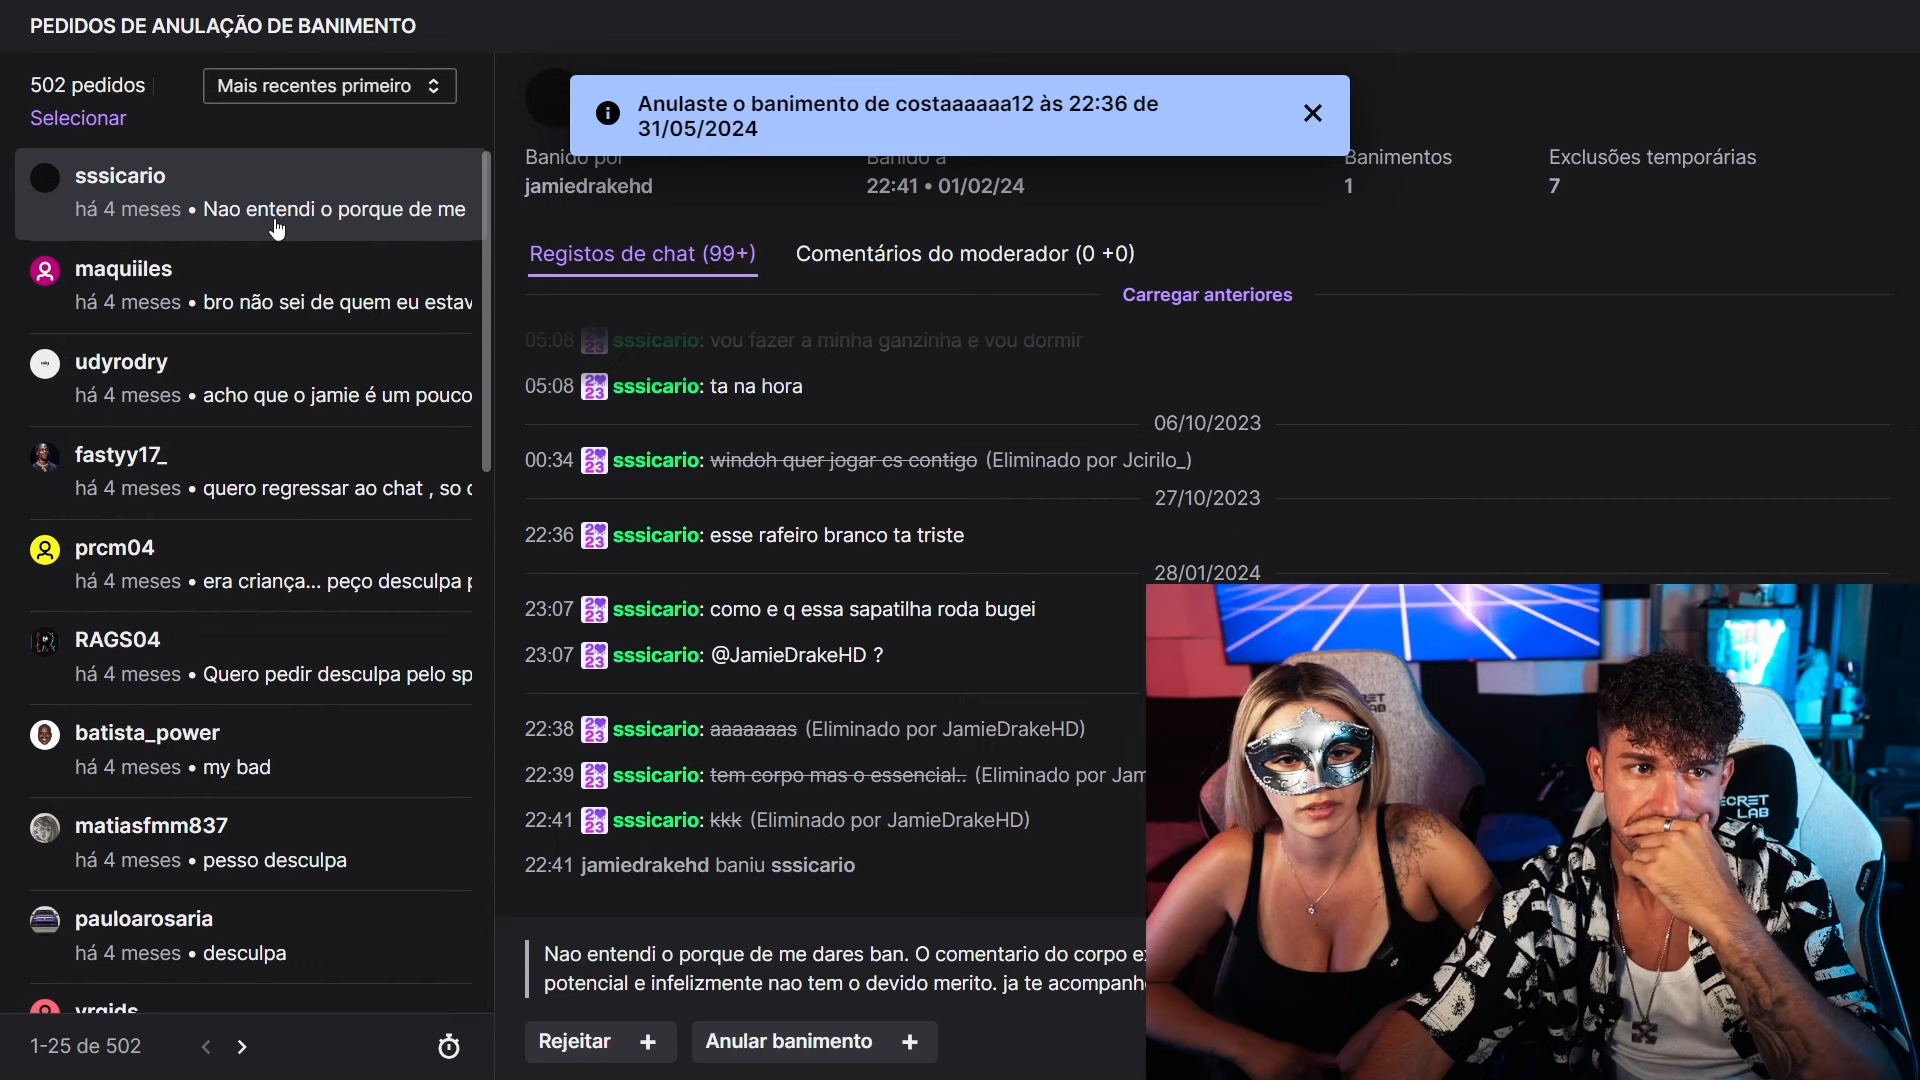 PEDIDOS DE ANULAÇÃO DE BANIMENTO
502 pedidos
Mais recentes primeiro
Selecionar
sssicario
há 4 meses • Nao entendi o porque de me
maquiiles
há 4 meses • bro não sei de quem eu estav
udyrodry
há 4 meses • acho que o jamie é um pouco
fastyy17_
há 4 meses • quero regressar ao chat , so
prcm04
há 4 meses • era criança... peço desculpa
RAGS04
há 4 meses • Quero pedir desculpa pelo sp
batista_power
há 4 meses • my bad
matiasfmm837
há 4 meses • pesso desculpa
pauloarosaria
há 4 meses • desculpa
1-25 de 502
Anulaste o banimento de costaaaaaa12 às 22:36 de
31/05/2024
Banido por
jamiedrakehd
Banido a
22:41 • 01/02/24
Banimentos
1
Exclusões temporárias
7
Registos de chat (99+)
Comentários do moderador (0 +0)
Carregar anteriores
05:08 sssicario: vou fazer a minha ganzinha e vou dormir
05:08 sssicario: ta na hora
06/10/2023
00:34 sssicario: windoh quer jogar cs contigo (Eliminado por Jcirilo_)
27/10/2023
22:36 sssicario: esse rafeiro branco ta triste
28/01/2024
23:07 sssicario: como e q essa sapatilha roda bugei
23:07 sssicario: @JamieDrakeHD ?
22:38 sssicario: aaaaaaas (Eliminado por JamieDrakeHD)
22:39 sssicario: tem corpo mas o essencial.. (Eliminado por Jam
22:41 sssicario: kkk (Eliminado por JamieDrakeHD)
22:41 jamiedrakehd baniu sssicario
Nao entendi o porque de me dares ban. O comentario do corpo
potencial e infelizmente nao tem o devido merito. ja te acompanh
Rejeitar +
Anular banimento +
SECRET
LAB